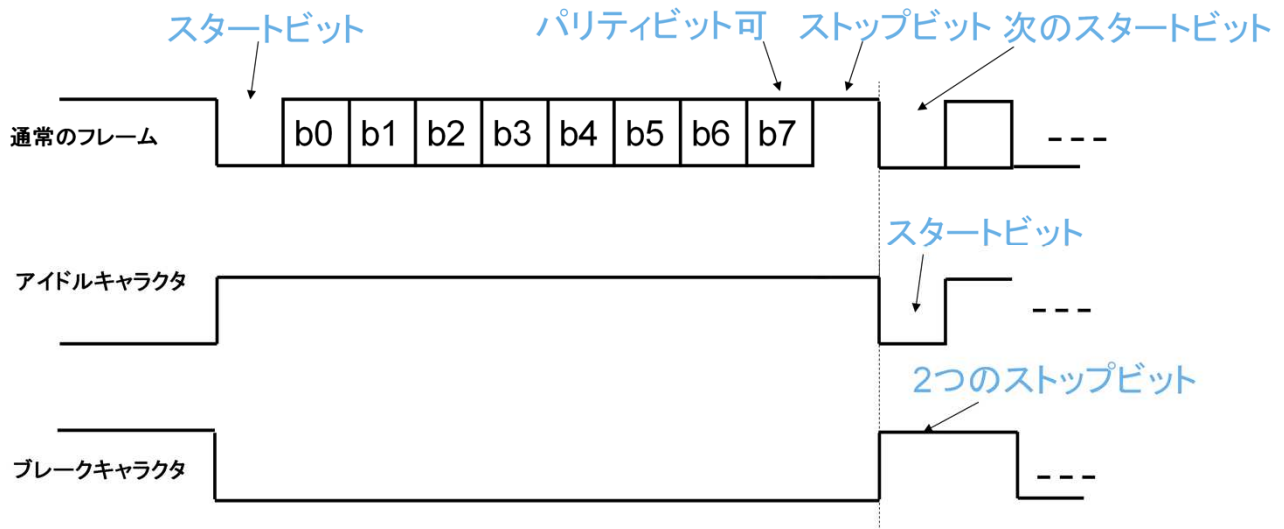 スタートビット パリティビット可 ストップビット 次のスタートビット
通常のフレーム b0 b1 b2 b3 b4 b5 b6 b7
スタートビット
アイドルキャラクタ
2つのストップビット
ブレークキャラクタ